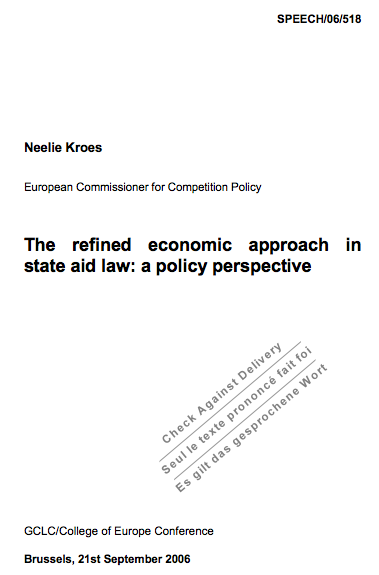 SPEECH/06/518
Neelie Kroes
European Commissioner for Competition Policy
The refined economic approach in
state aid law: a policy perspective
Check Against Delivery
Seul le texte prononcé fait foi
Es gilt das gesprochene Wort
GCLC/College of Europe Conference
Brussels, 21st September 2006